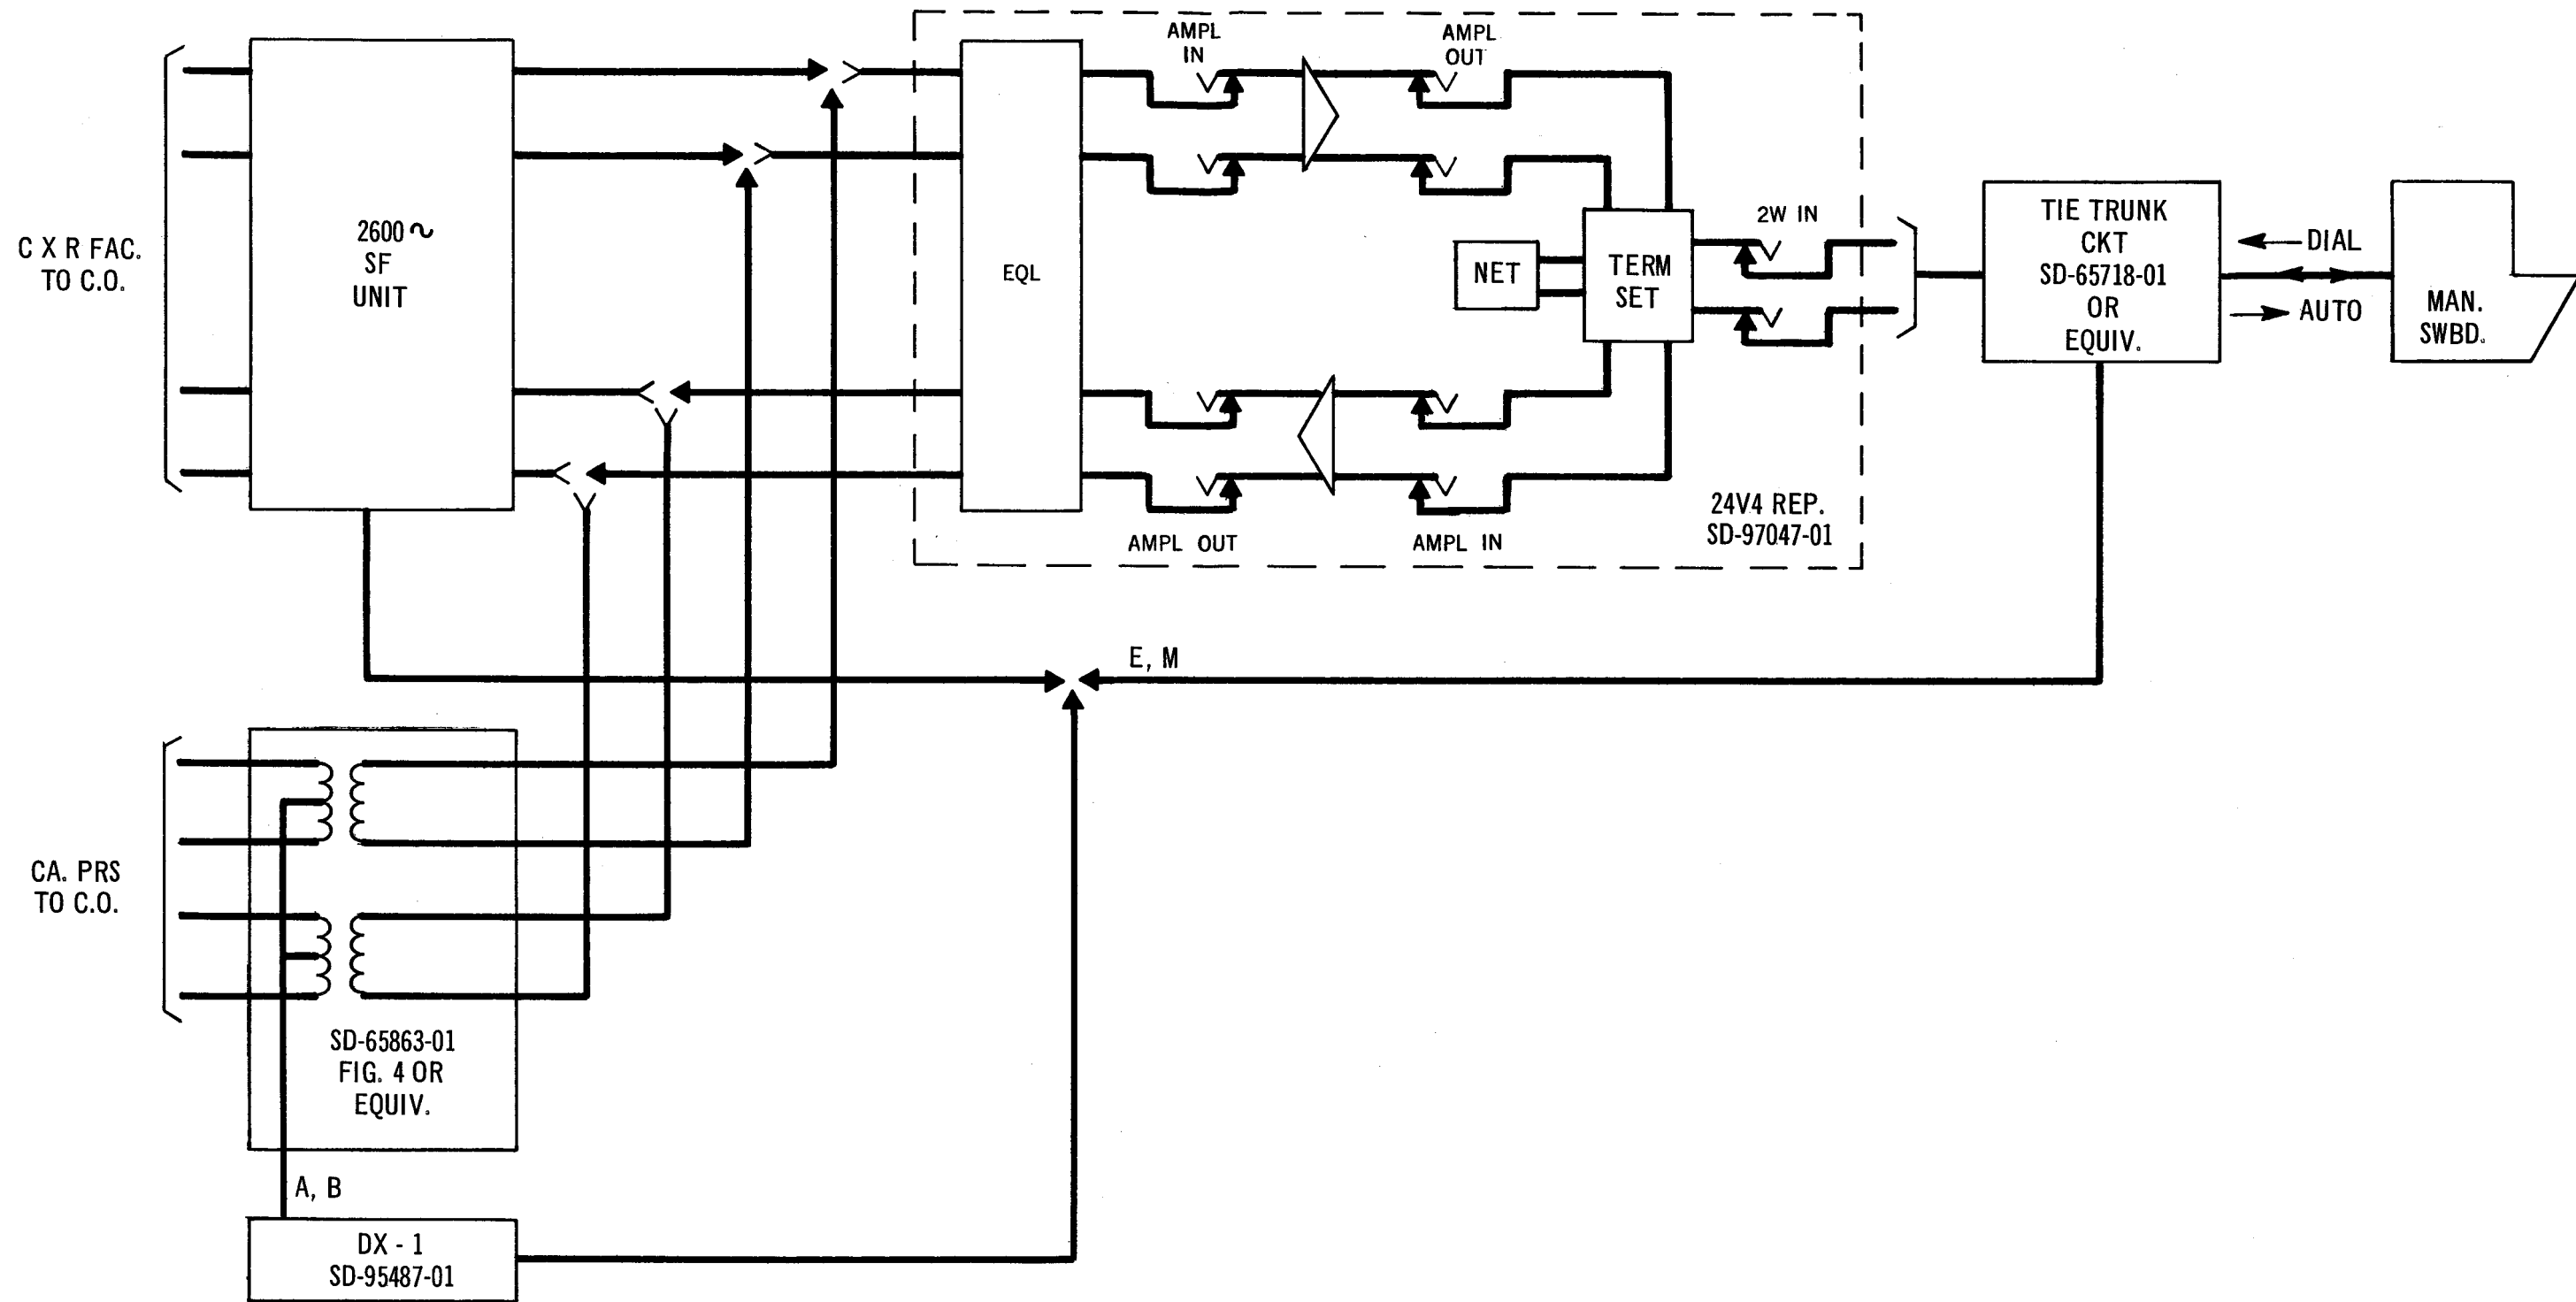 C X R FAC.
TO C.O.
2600 ~
SF
UNIT
EQL
AMPL
IN
AMPL
OUT
NET
TERM
SET
2W IN
AMPL OUT
AMPL IN
24V4 REP.
SD-97047-01
TIE TRUNK
CKT
SD-65718-01
OR
EQUIV.
DIAL
AUTO
MAN.
SWBD.
E, M
CA. PRS
TO C.O.
SD-65863-01
FIG. 4 OR
EQUIV.
A, B
DX - 1
SD-95487-01